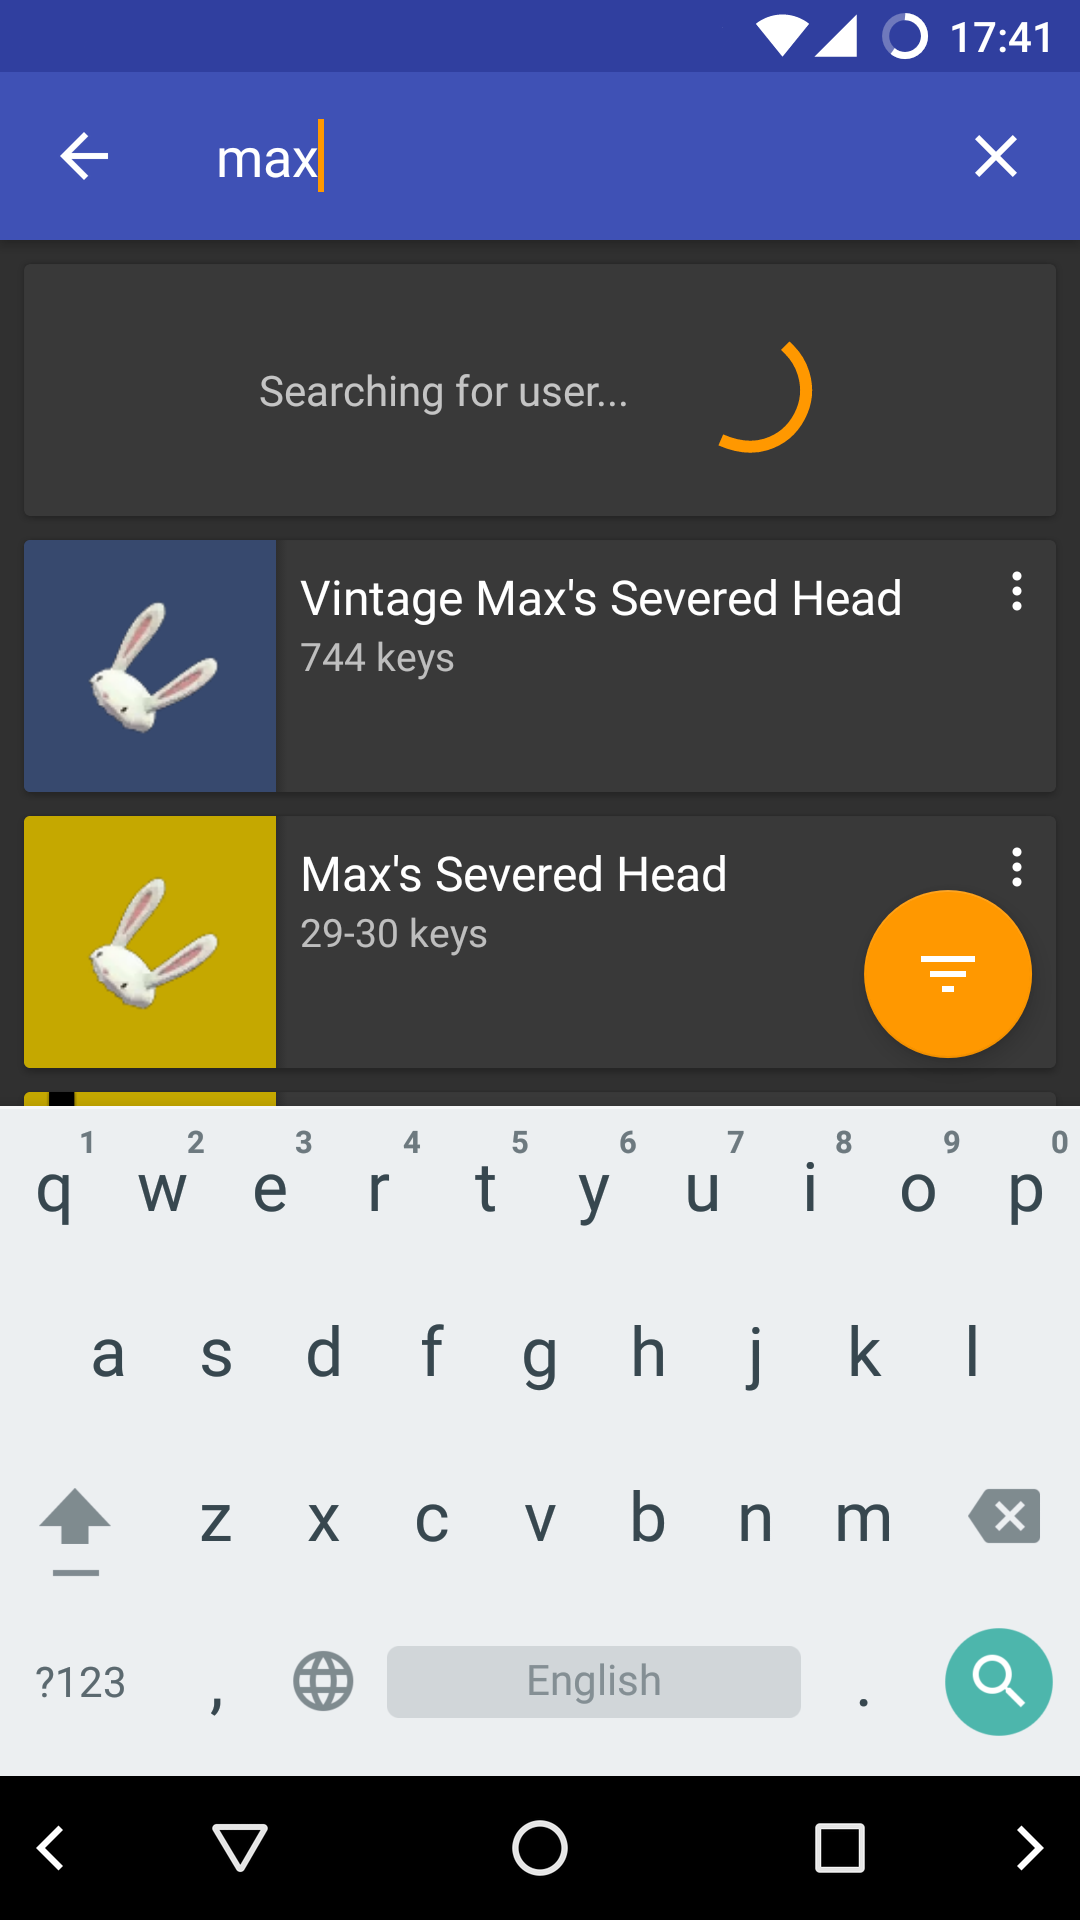 17:41
max
Searching for user...
Vintage Max's Severed Head
744 keys
Max's Severed Head
29-30 keys
1 2 3 4 5 6 7 8 9 0
q w e r t y u i o p
a s d f g h j k l
z x c v b n m
?123 , English .